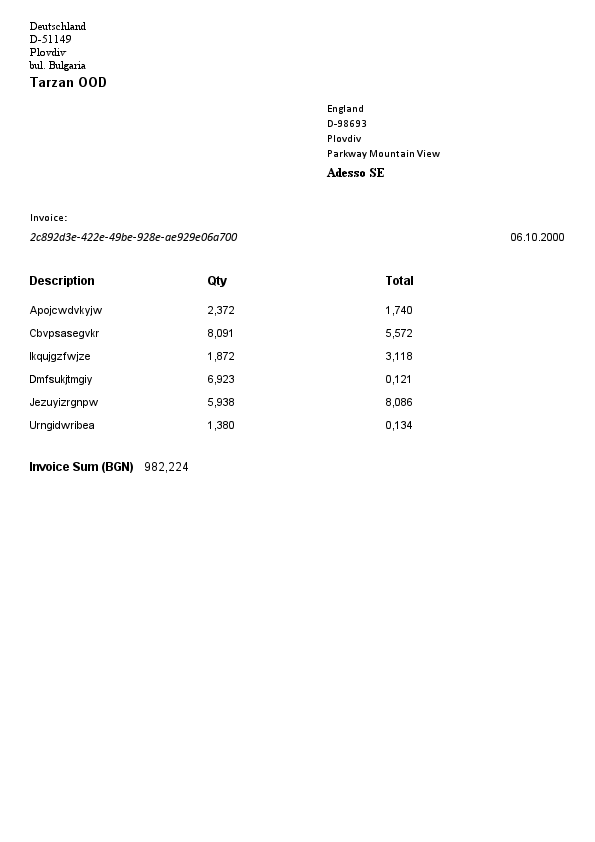 Deutschland
D-51149
Plovdiv
bul. Bulgaria
Tarzan OOD
England
D-98693
Plovdiv
Parkway Mountain View
Adesso SE
Invoice:
2c892d3e-422e-49be-928e-ae929e06a700 06.10.2000
Description Qty Total
Apojcwdvkyjw 2,372 1,740
Cbvpsasegvkr 8,091 5,572
Ikqujgzfwjze 1,872 3,118
Dmfsukjtmgiy 6,923 0,121
Jezuyizrgnpw 5,938 8,086
Urngidwribea 1,380 0,134
Invoice Sum (BGN) 982,224